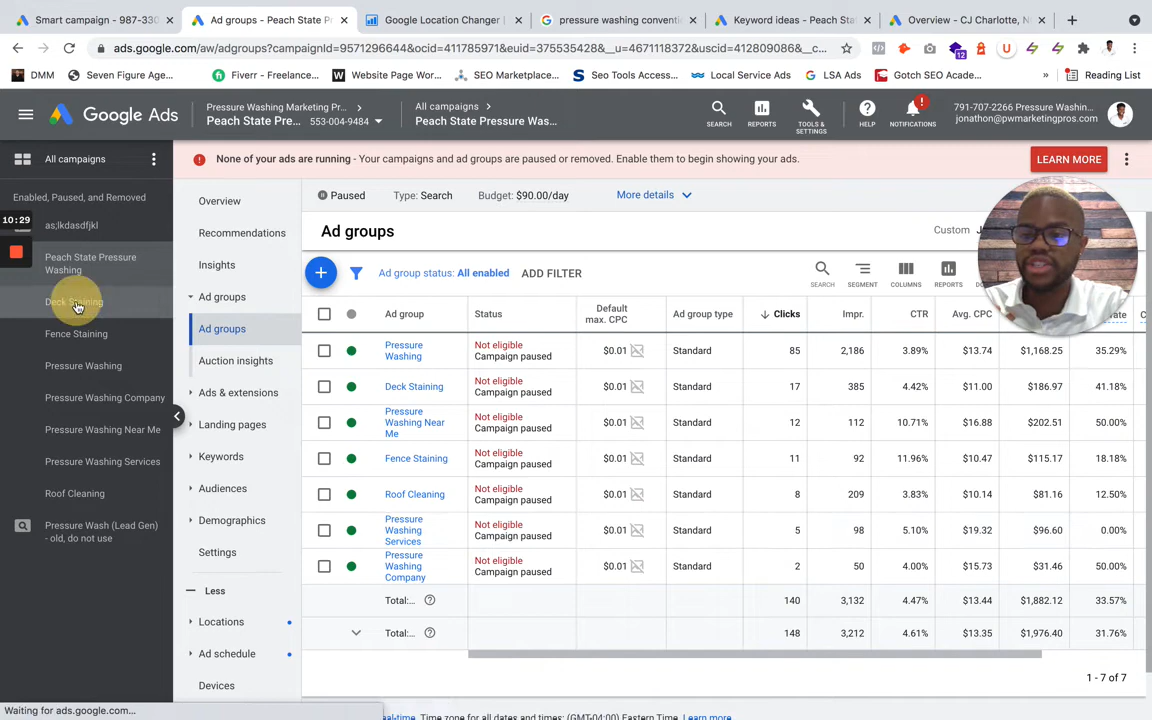 Smart campaign - 987-330
Ad groups - Peach State P
Google Location Changer
pressure washing conventi
Keyword ideas - Peach Sta
Overview - CJ Charlotte, N
ads.google.com/aw/adgroups?campaignId=9571296644&ocid=411785971&euid=375535428&__u=4671118372&uscid=412809086&__c...
12
DMM
Seven Figure Age...
Fiverr - Freelance...
Website Page Wor...
SEO Marketplace...
Seo Tools Access...
Local Service Ads
LSA Ads
Gotch SEO Acade...
»
Reading List
Google Ads
Pressure Washing Marketing Pr...
Peach State Pre...
553-004-9484
All campaigns
Peach State Pressure Was...
SEARCH
REPORTS
TOOLS & SETTINGS
HELP
NOTIFICATIONS
791-707-2266 Pressure Washin...
jonathon@pwmarketingpros.com
All campaigns
None of your ads are running - Your campaigns and ad groups are paused or removed. Enable them to begin showing your ads.
LEARN MORE
Enabled, Paused, and Removed
10:29
as;lkdasdfjkl
Peach State Pressure
Washing
Deck Staining
Fence Staining
Pressure Washing
Pressure Washing Company
Pressure Washing Near Me
Pressure Washing Services
Roof Cleaning
Pressure Wash (Lead Gen)
- old, do not use
Overview
Recommendations
Insights
Ad groups
Ad groups
Auction insights
Ads & extensions
Landing pages
Keywords
Audiences
Demographics
Settings
Less
Locations
Ad schedule
Devices
Paused
Type: Search
Budget: $90.00/day
More details
Ad groups
Custom
Ad group status: All enabled
ADD FILTER
SEARCH
SEGMENT
COLUMNS
REPORTS
Ad group Status Default max. CPC Ad group type Clicks Impr. CTR Avg. CPC
Pressure Washing Not eligible Campaign paused $0.01 Standard 85 2,186 3.89% $13.74 $1,168.25 35.29%
Deck Staining Not eligible Campaign paused $0.01 Standard 17 385 4.42% $11.00 $186.97 41.18%
Pressure Washing Near Me Not eligible Campaign paused $0.01 Standard 12 112 10.71% $16.88 $202.51 50.00%
Fence Staining Not eligible Campaign paused $0.01 Standard 11 92 11.96% $10.47 $115.17 18.18%
Roof Cleaning Not eligible Campaign paused $0.01 Standard 8 209 3.83% $10.14 $81.16 12.50%
Pressure Washing Services Not eligible Campaign paused $0.01 Standard 5 98 5.10% $19.32 $96.60 0.00%
Pressure Washing Company Not eligible Campaign paused $0.01 Standard 2 50 4.00% $15.73 $31.46 50.00%
Total:... 140 3,132 4.47% $13.44 $1,882.12 33.57%
Total:... 148 3,212 4.61% $13.35 $1,976.40 31.76%
1 - 7 of 7
Waiting for ads.google.com...
Time zone for all dates and times: (GMT-04:00) Eastern Time. Learn more